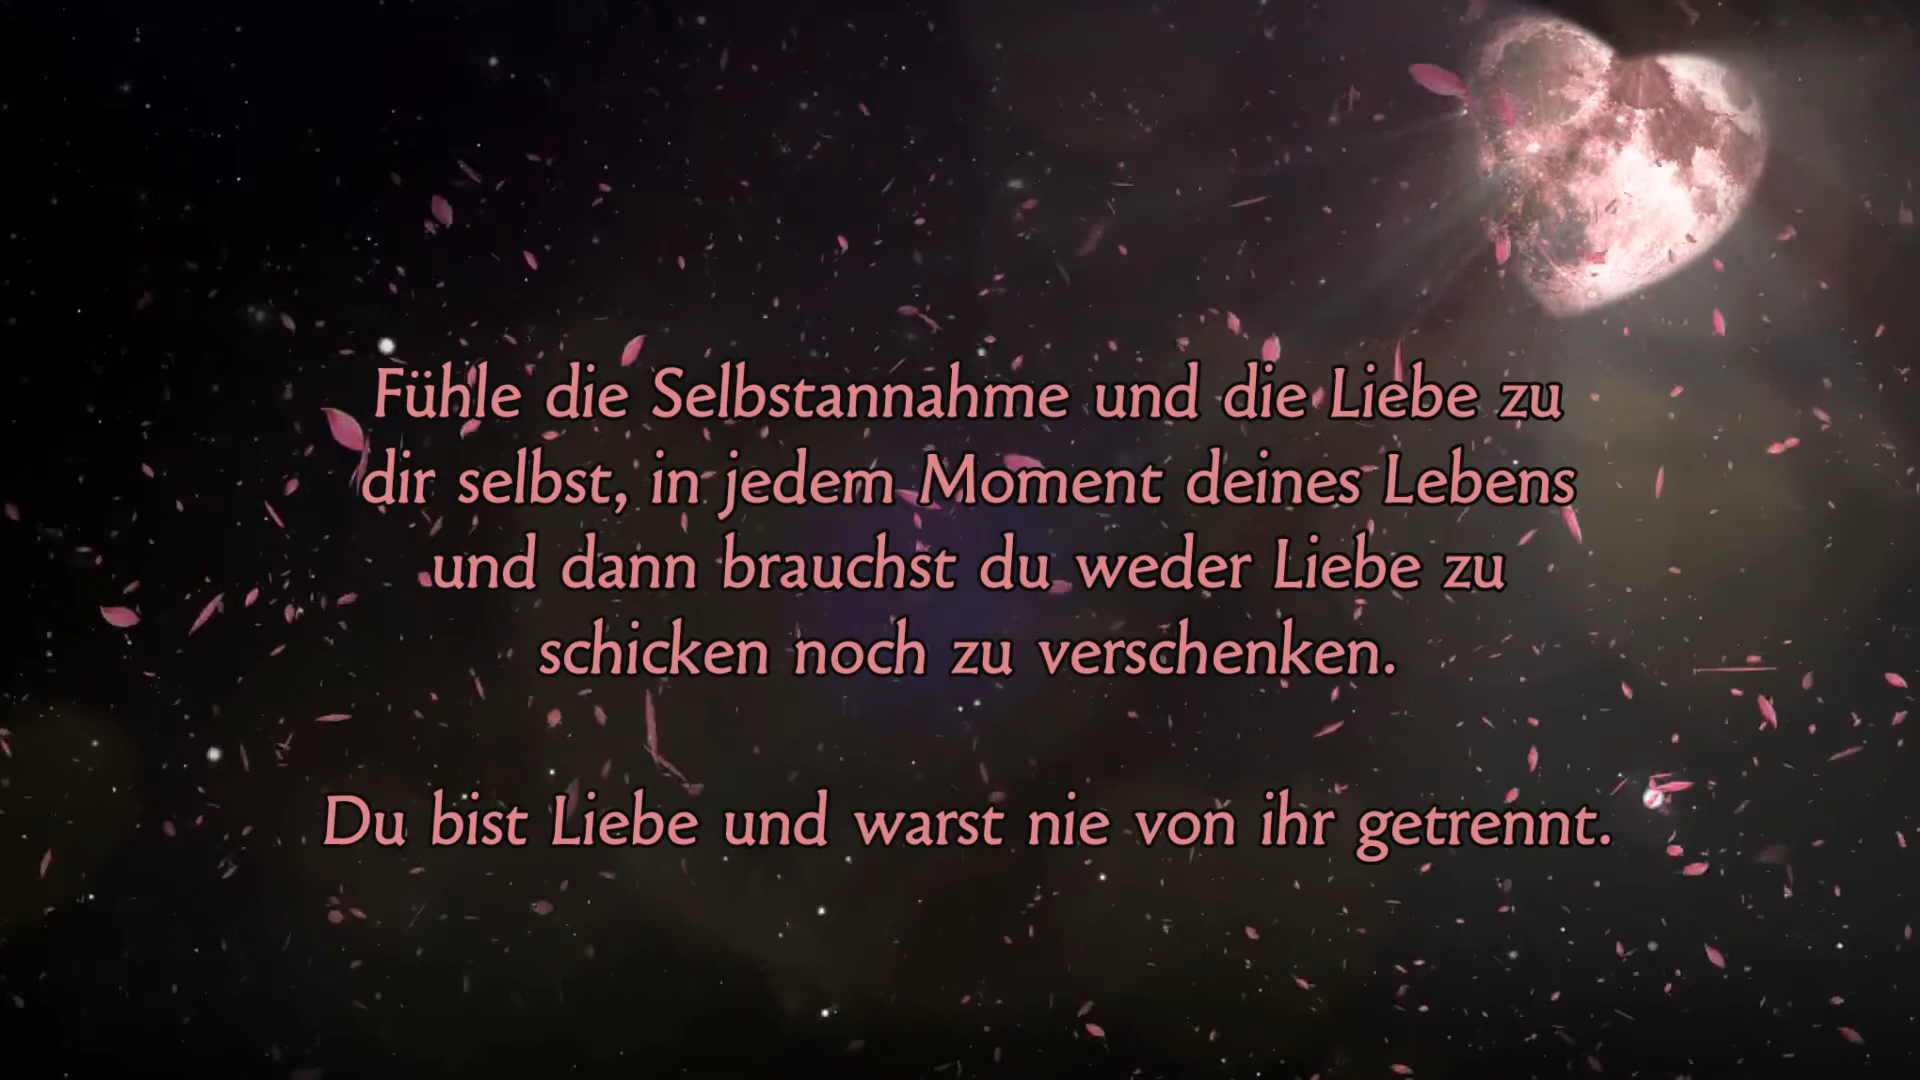 Fühle die Selbstannahme und die Liebe zu
dir selbst, in jedem Moment deines Lebens
und dann brauchst du weder Liebe zu
schicken noch zu verschenken.
Du bist Liebe und warst nie von ihr getrennt.